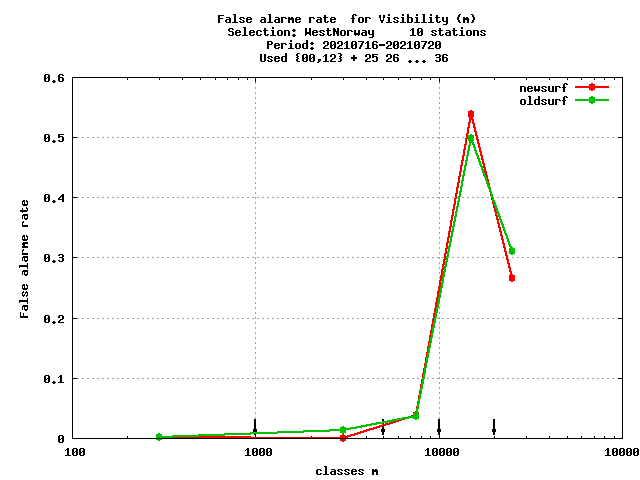 False alarme rate  for Visibility (m)
Selection: WestNorway     10 stations
Period: 20210716-20210720
Used {00,12} + 25 26 ... 36
newsurf
oldsurf
0.6
0.5
0.4
0.3
0.2
0.1
0
False alarme rate
100 1000 10000 10000
classes m